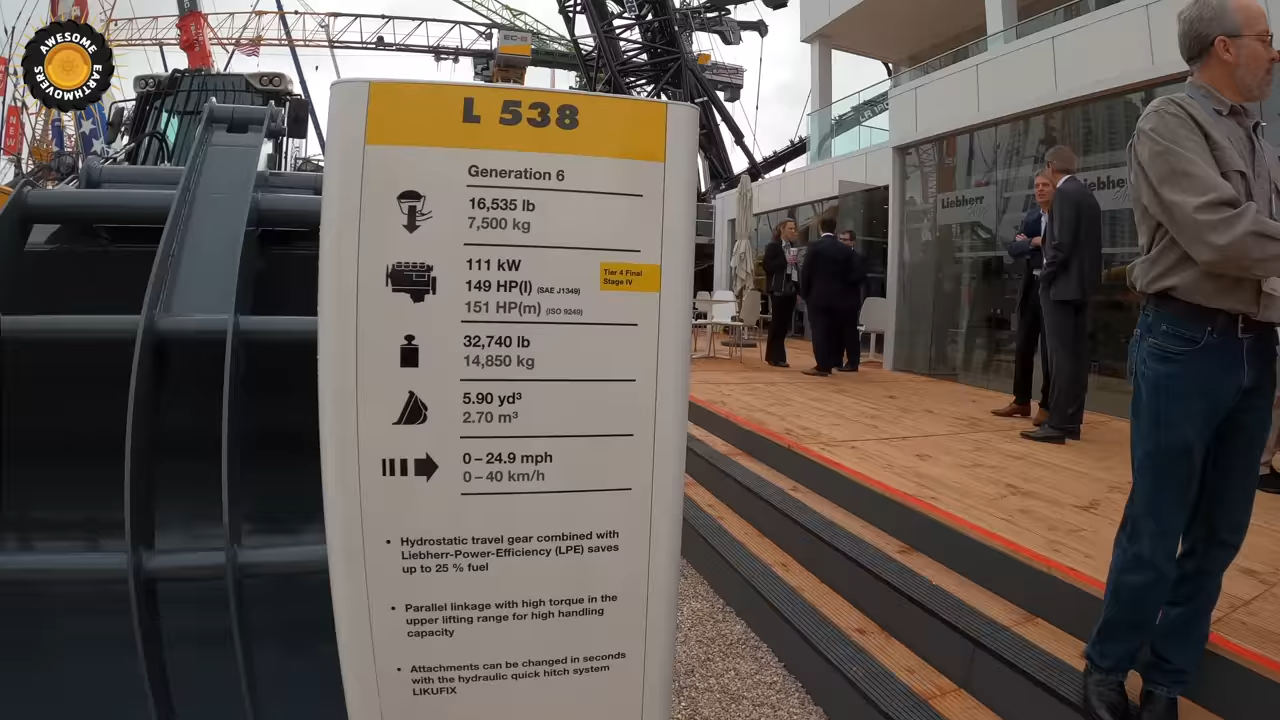 AWESOME
EARTHMOVERS
NEW
EC-B
L 538
Generation 6
16,535 lb
7,500 kg
111 kW
149 HP(I) (SAE J1349)
151 HP(m) (ISO 9249)
Tier 4 Final
Stage IV
32,740 lb
14,850 kg
5.90 yd³
2.70 m³
0–24.9 mph
0–40 km/h
• Hydrostatic travel gear combined with
Liebherr-Power-Efficiency (LPE) saves
up to 25 % fuel
• Parallel linkage with high torque in the
upper lifting range for high handling
capacity
• Attachments can be changed in seconds
with the hydraulic quick hitch system
LIKUFIX
Liebherr
Liebherr